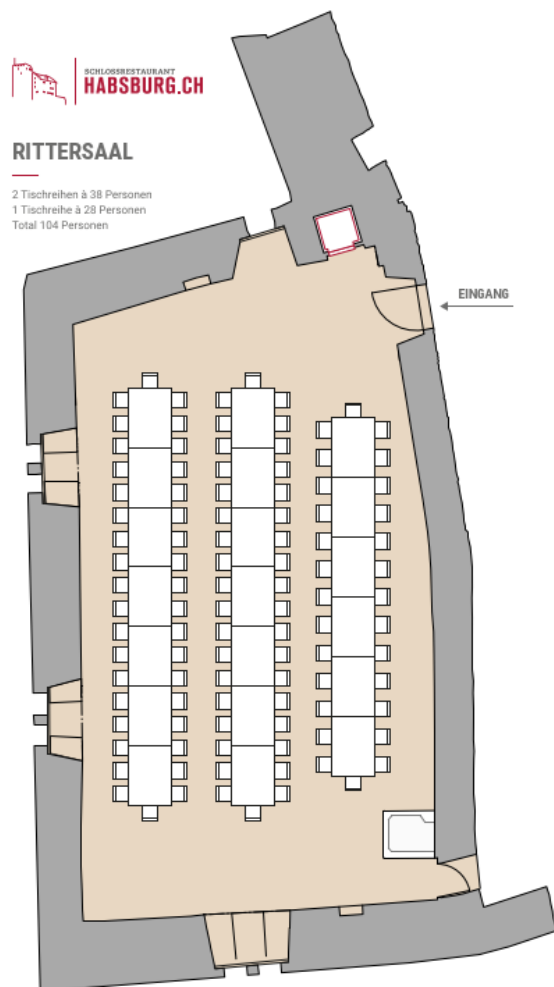 SCHLOSSRESTAURANT
HABSBURG.CH
RITTERSAAL
2 Tischreihen à 38 Personen
1 Tischreihe à 28 Personen
Total 104 Personen
EINGANG